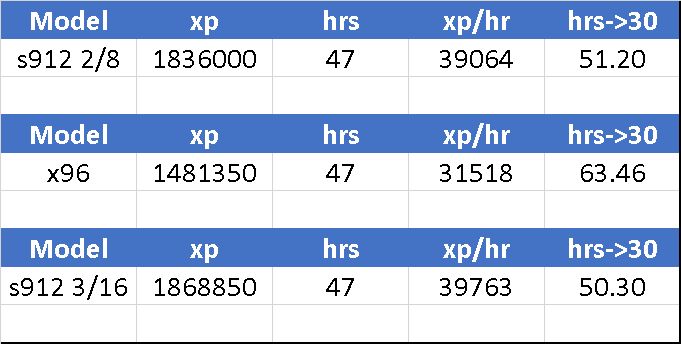 Model xp hrs xp/hr hrs->30
s912 2/8 1836000 47 39064 51.20
Model xp hrs xp/hr hrs->30
x96 1481350 47 31518 63.46
Model xp hrs xp/hr hrs->30
s912 3/16 1868850 47 39763 50.30